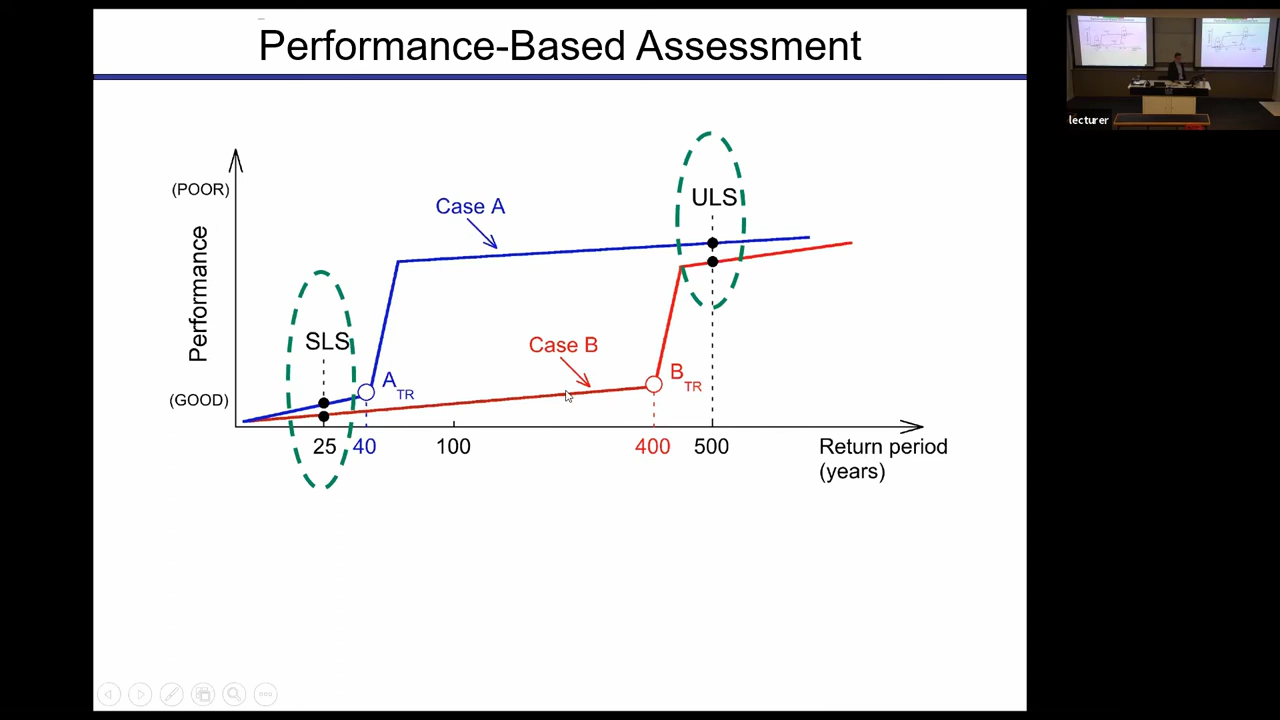 Performance-Based Assessment
lecturer
(POOR)
Performance
(GOOD)
Case A
ULS
SLS
Case B
A TR
B TR
25
40
100
400
500
Return period
(years)